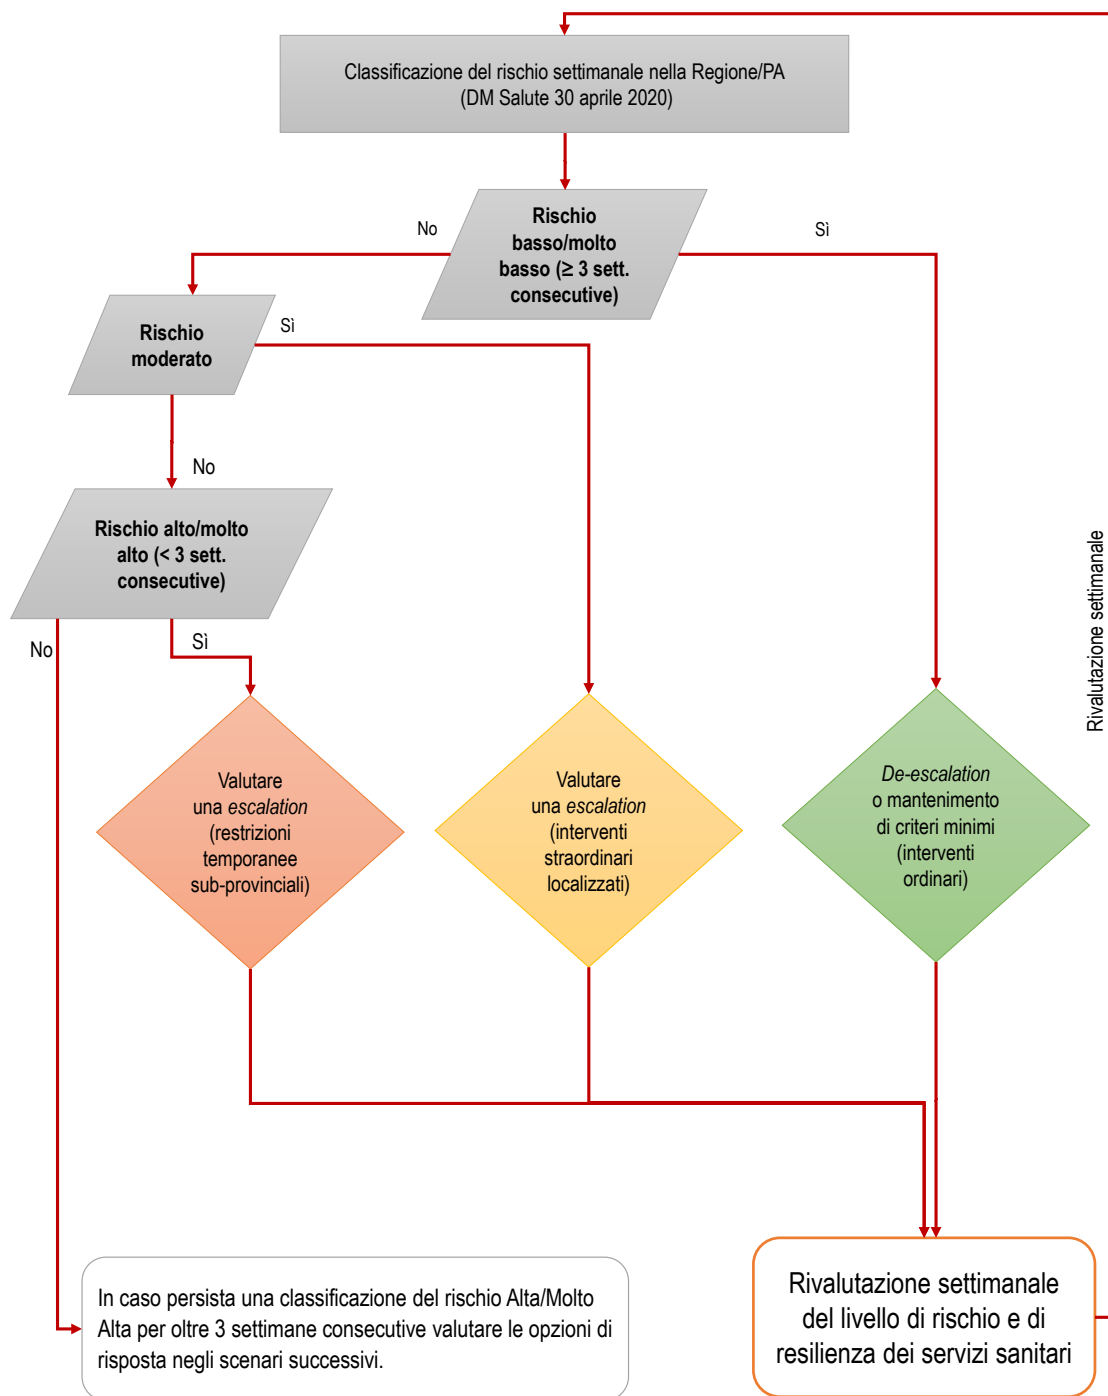 Classificazione del rischio settimanale nella Regione/PA
(DM Salute 30 aprile 2020)
Rischio
basso/molto
basso (≥ 3 sett.
consecutive)
No
Sì
Rischio
moderato
Sì
No
Rischio alto/molto
alto (< 3 sett.
consecutive)
No
Sì
Rivalutazione settimanale
Valutare
una escalation
(restrizioni
temporanee
sub-provinciali)
Valutare
una escalation
(interventi
straordinari
localizzati)
De-escalation
o mantenimento
di criteri minimi
(interventi
ordinari)
In caso persista una classificazione del rischio Alta/Molto
Alta per oltre 3 settimane consecutive valutare le opzioni di
risposta negli scenari successivi.
Rivalutazione settimanale
del livello di rischio e di
resilienza dei servizi sanitari